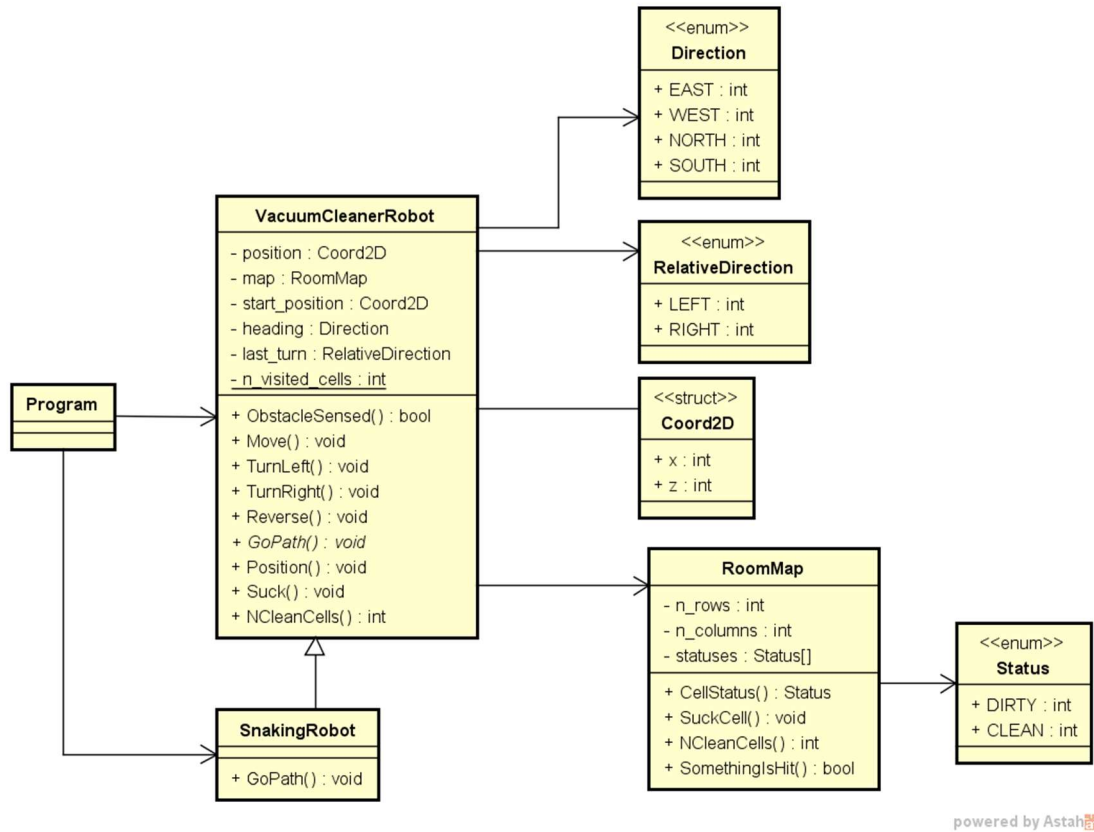 <<enum>>
Direction
+ EAST : int
+ WEST : int
+ NORTH : int
+ SOUTH : int
VacuumCleanerRobot
- position : Coord2D
- map : RoomMap
- start_position : Coord2D
- heading : Direction
- last_turn : RelativeDirection
- n_visited_cells : int
+ ObstacleSensed() : bool
+ Move() : void
+ TurnLeft() : void
+ TurnRight() : void
+ Reverse() : void
+ GoPath() : void
+ Position() : void
+ Suck() : void
+ NCleanCells() : int
<<enum>>
RelativeDirection
+ LEFT : int
+ RIGHT : int
Program
<<struct>>
Coord2D
+ x : int
+ z : int
RoomMap
- n_rows : int
- n_columns : int
- statuses : Status[]
+ CellStatus() : Status
+ SuckCell() : void
+ NCleanCells() : int
+ SomethingIsHit() : bool
<<enum>>
Status
+ DIRTY : int
+ CLEAN : int
SnakingRobot
+ GoPath() : void
powered by Astah